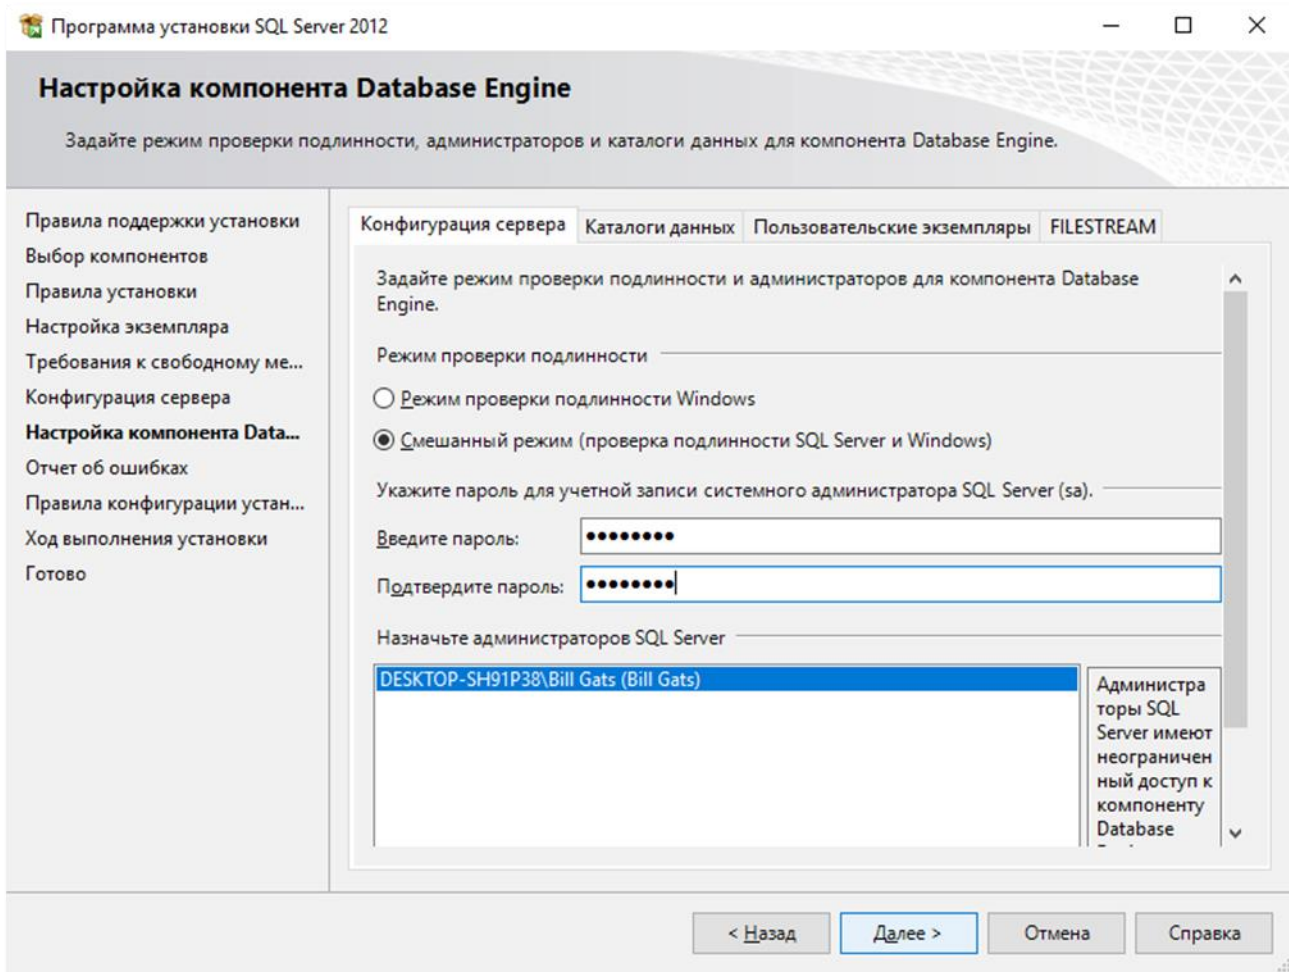 Программа установки SQL Server 2012
Настройка компонента Database Engine
Задайте режим проверки подлинности, администраторов и каталоги данных для компонента Database Engine.
Правила поддержки установки
Выбор компонентов
Правила установки
Настройка экземпляра
Требования к свободному ме...
Конфигурация сервера
Настройка компонента Data...
Отчет об ошибках
Правила конфигурации устан...
Ход выполнения установки
Готово
Конфигурация сервера
Каталоги данных
Пользовательские экземпляры
FILESTREAM
Задайте режим проверки подлинности и администраторов для компонента Database
Engine.
Режим проверки подлинности
Режим проверки подлинности Windows
Смешанный режим (проверка подлинности SQL Server и Windows)
Укажите пароль для учетной записи системного администратора SQL Server (sa).
Введите пароль: ●●●●●●●●
Подтвердите пароль: ●●●●●●●●
Назначьте администраторов SQL Server
DESKTOP-SH91P38\Bill Gats (Bill Gats)
Администра
торы SQL
Server имеют
неограничен
ный доступ к
компоненту
Database
< Назад
Далее >
Отмена
Справка